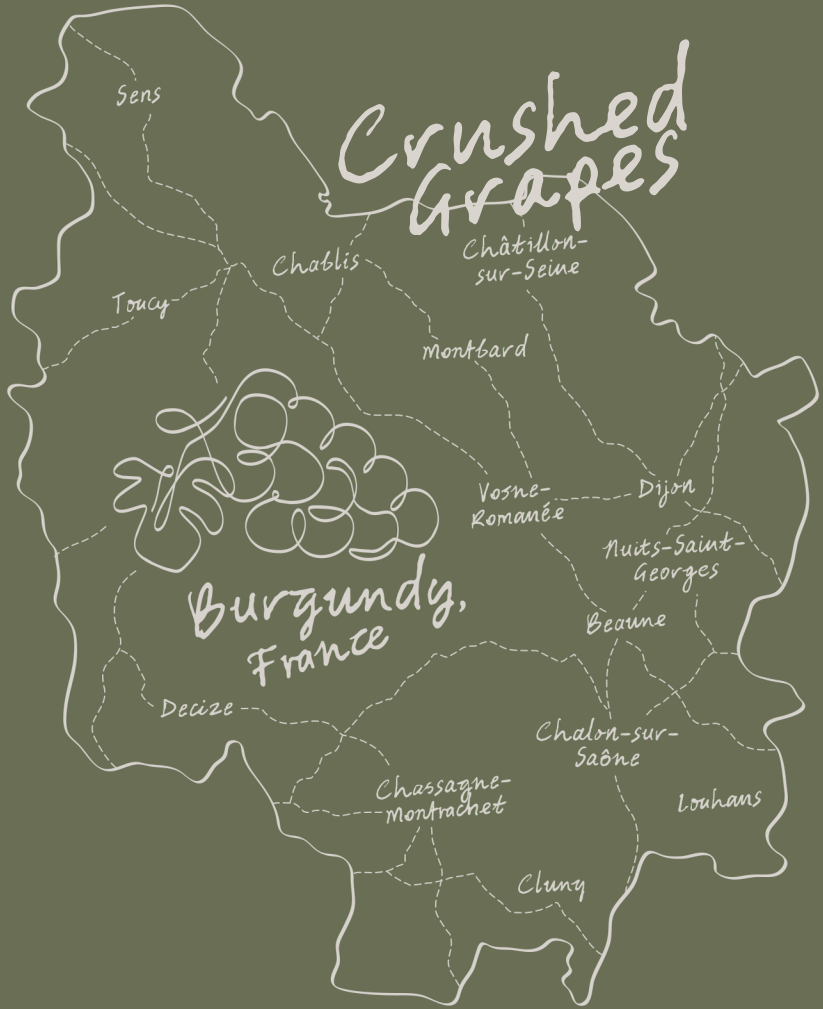 Sens
Crushed
Grapes
Châtillon-
sur-Seine
Chablis
Toucy
Montbard
Vosne-
Romanée
Dijon
Nuits-Saint-
Georges
Burgundy,
France
Beaune
Decize
Chalon-sur-
Saône
Chassagne-
Montrachet
Louhans
Cluny